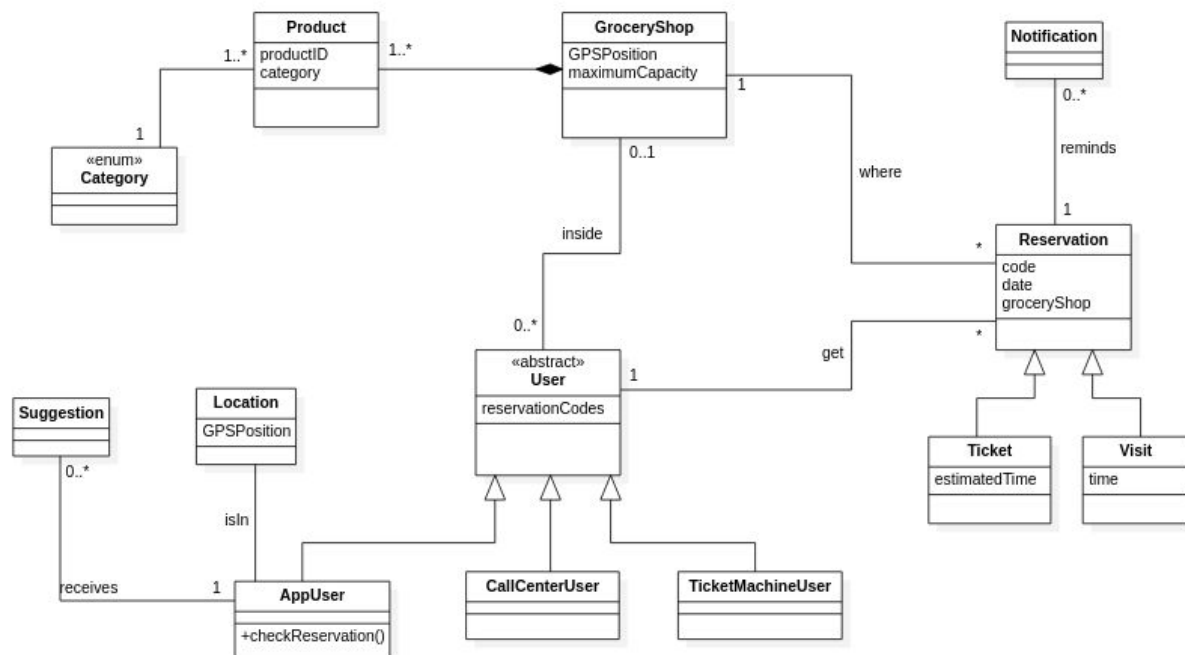 Product
productID
category
1..*
1..*
GroceryShop
GPSPosition
maximumCapacity
1
0..1
Notification
0..*
reminds
1
1
«enum»
Category
where
inside
*
Reservation
code
date
groceryShop
*
get
0..*
«abstract»
User
reservationCodes
1
Suggestion
0..*
Location
GPSPosition
isIn
Ticket
estimatedTime
Visit
time
receives
1
AppUser
+checkReservation()
CallCenterUser
TicketMachineUser